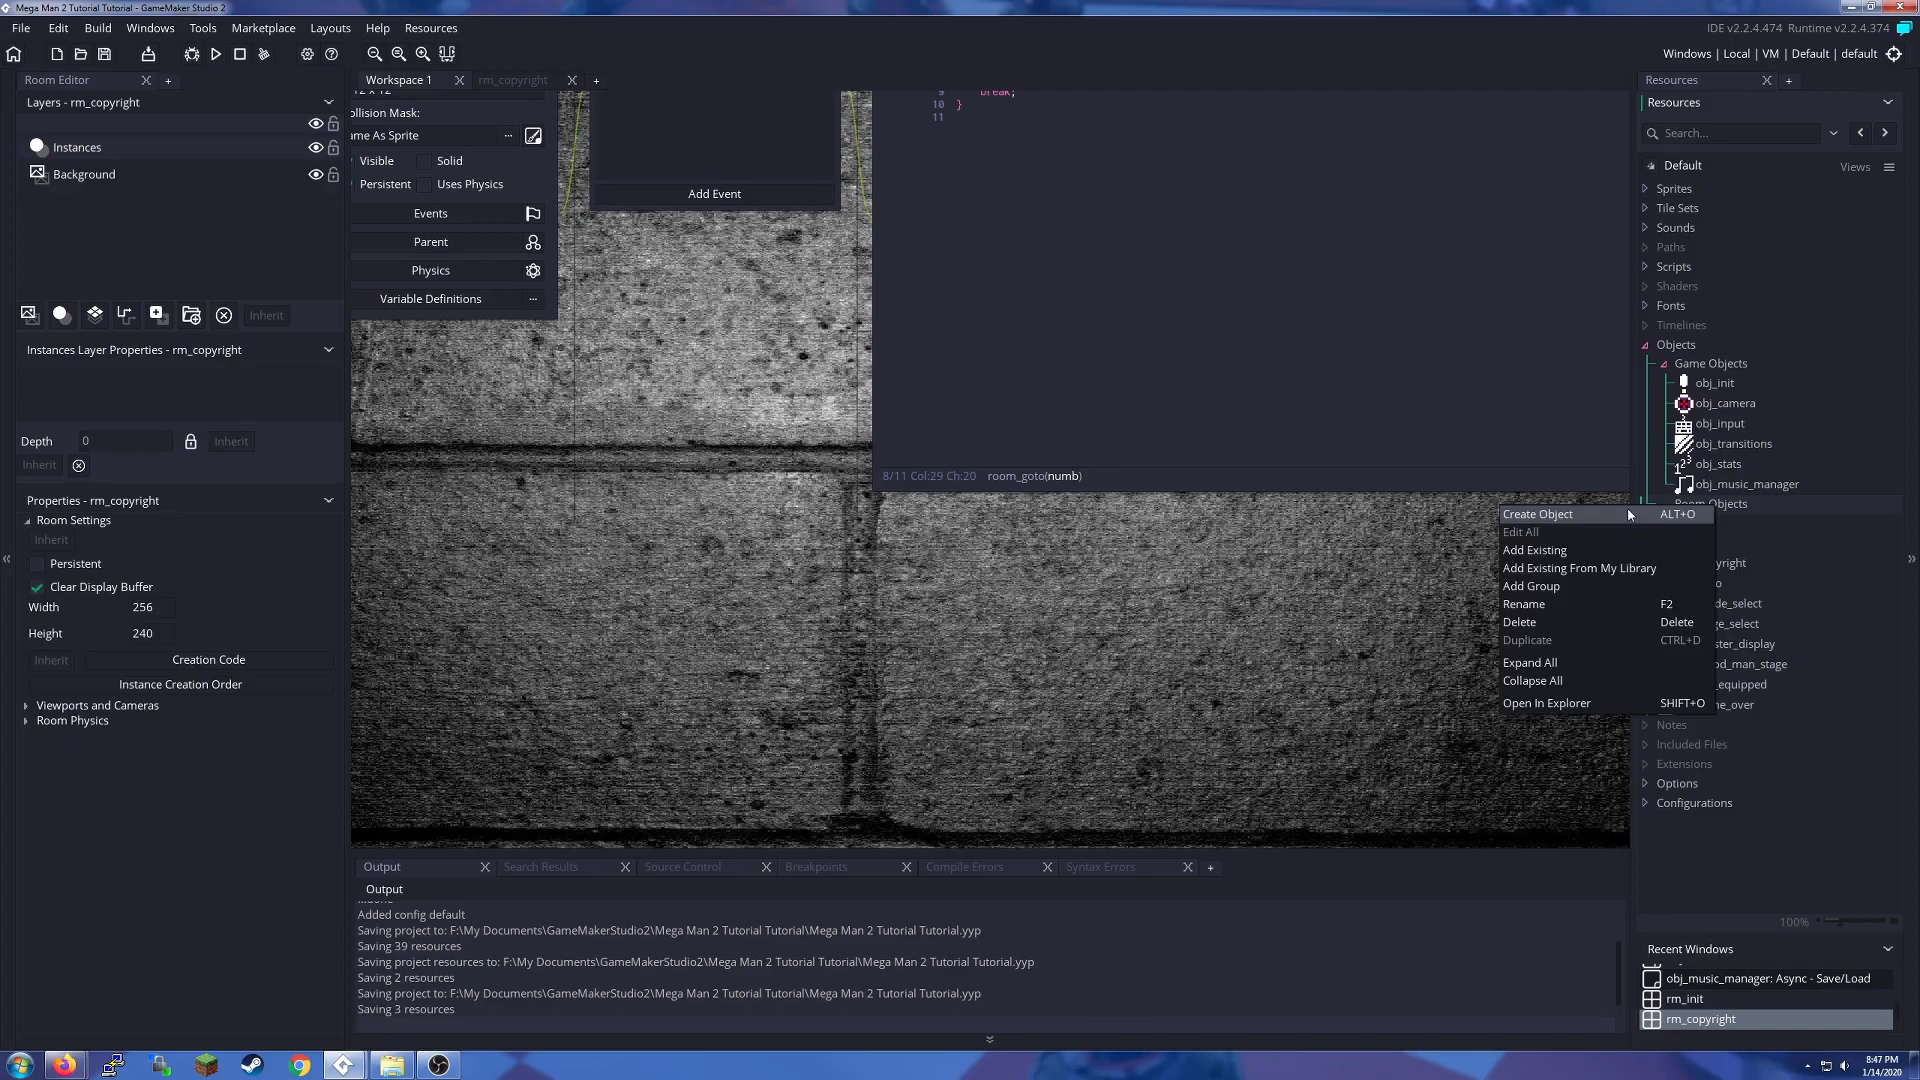 Mega Man 2 Tutorial Tutorial - GameMaker Studio 2
File Edit Build Windows Tools Marketplace Layouts Help Resources
IDE v2.2.4.474 Runtime v2.2.4.374
Windows | Local | VM | Default | default
Room Editor
Layers - rm_copyright
Instances
Background
Inherit
Instances Layer Properties - rm_copyright
Depth 0 Inherit
Inherit
Properties - rm_copyright
Room Settings
Inherit
Persistent
Clear Display Buffer
Width 256
Height 240
Inherit Creation Code
Instance Creation Order
Viewports and Cameras
Room Physics
Workspace 1 rm_copyright
ollision Mask:
me As Sprite
Visible Solid
Persistent Uses Physics
Events
Parent
Physics
Variable Definitions
Add Event
9 break;
10 }
11
8/11 Col:29 Ch:20 room_goto(numb)
Create Object ALT+O
Edit All
Add Existing
Add Existing From My Library
Add Group
Rename F2
Delete Delete
Duplicate CTRL+D
Expand All
Collapse All
Open In Explorer SHIFT+O
Output Search Results Source Control Breakpoints Compile Errors Syntax Errors
Output
Added config default
Saving project to: F:\My Documents\GameMakerStudio2\Mega Man 2 Tutorial Tutorial\Mega Man 2 Tutorial Tutorial.yyp
Saving 39 resources
Saving project resources to: F:\My Documents\GameMakerStudio2\Mega Man 2 Tutorial Tutorial\Mega Man 2 Tutorial Tutorial.yyp
Saving 2 resources
Saving project to: F:\My Documents\GameMakerStudio2\Mega Man 2 Tutorial Tutorial\Mega Man 2 Tutorial Tutorial.yyp
Saving 3 resources
Resources
Resources
Search...
Default Views
Sprites
Tile Sets
Sounds
Paths
Scripts
Shaders
Fonts
Timelines
Objects
Game Objects
obj_init
obj_camera
obj_input
obj_transitions
obj_stats
obj_music_manager
Room Objects
yright
o
de_select
ge_select
ster_display
od_man_stage
_equipped
me_over
Notes
Included Files
Extensions
Options
Configurations
100%
Recent Windows
obj_music_manager: Async - Save/Load
rm_init
rm_copyright
8:47 PM
1/14/2020